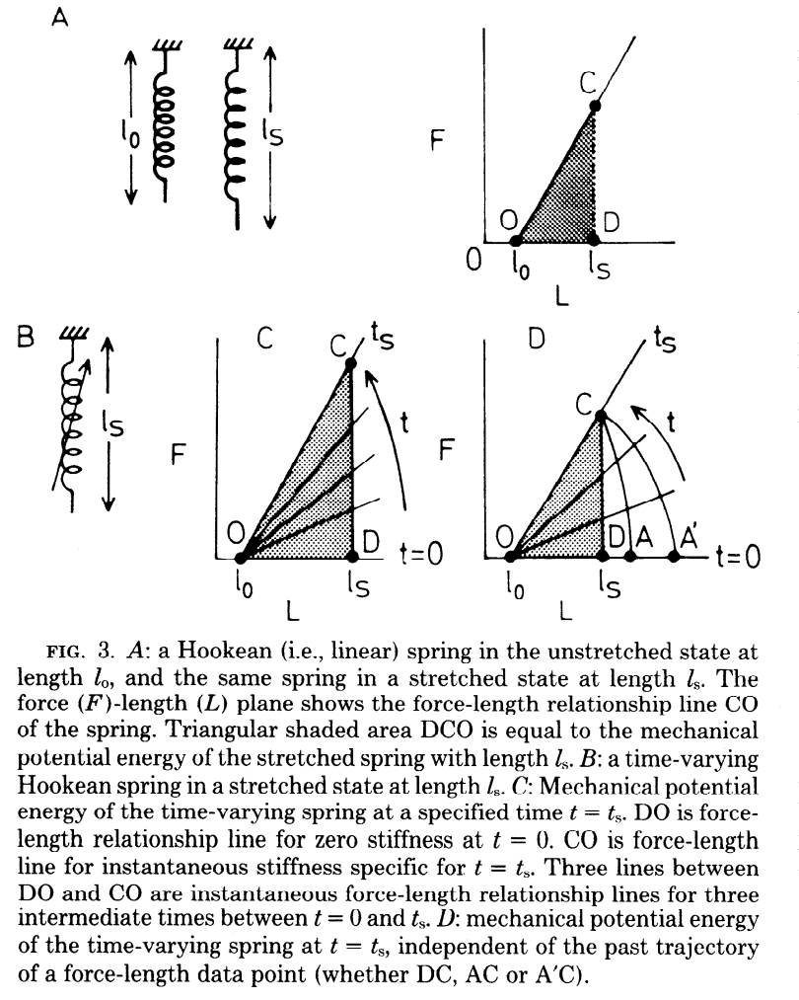 A
l₀
lₛ
F
C
O
D
0
l₀
lₛ
L
B
lₛ
C
F
C
tₛ
t
O
D
t=0
l₀
lₛ
L
D
F
C
tₛ
t
O
D
A
A'
t=0
l₀
lₛ
L
FIG. 3. A: a Hookean (i.e., linear) spring in the unstretched state at
length lₒ, and the same spring in a stretched state at length lₛ. The
force (F)-length (L) plane shows the force-length relationship line CO
of the spring. Triangular shaded area DCO is equal to the mechanical
potential energy of the stretched spring with length lₛ. B: a time-varying
Hookean spring in a stretched state at length lₛ. C: Mechanical potential
energy of the time-varying spring at a specified time t = tₛ. DO is force-
length relationship line for zero stiffness at t = 0. CO is force-length
line for instantaneous stiffness specific for t = tₛ. Three lines between
DO and CO are instantaneous force-length relationship lines for three
intermediate times between t = 0 and tₛ. D: mechanical potential energy
of the time-varying spring at t = tₛ, independent of the past trajectory
of a force-length data point (whether DC, AC or A'C).